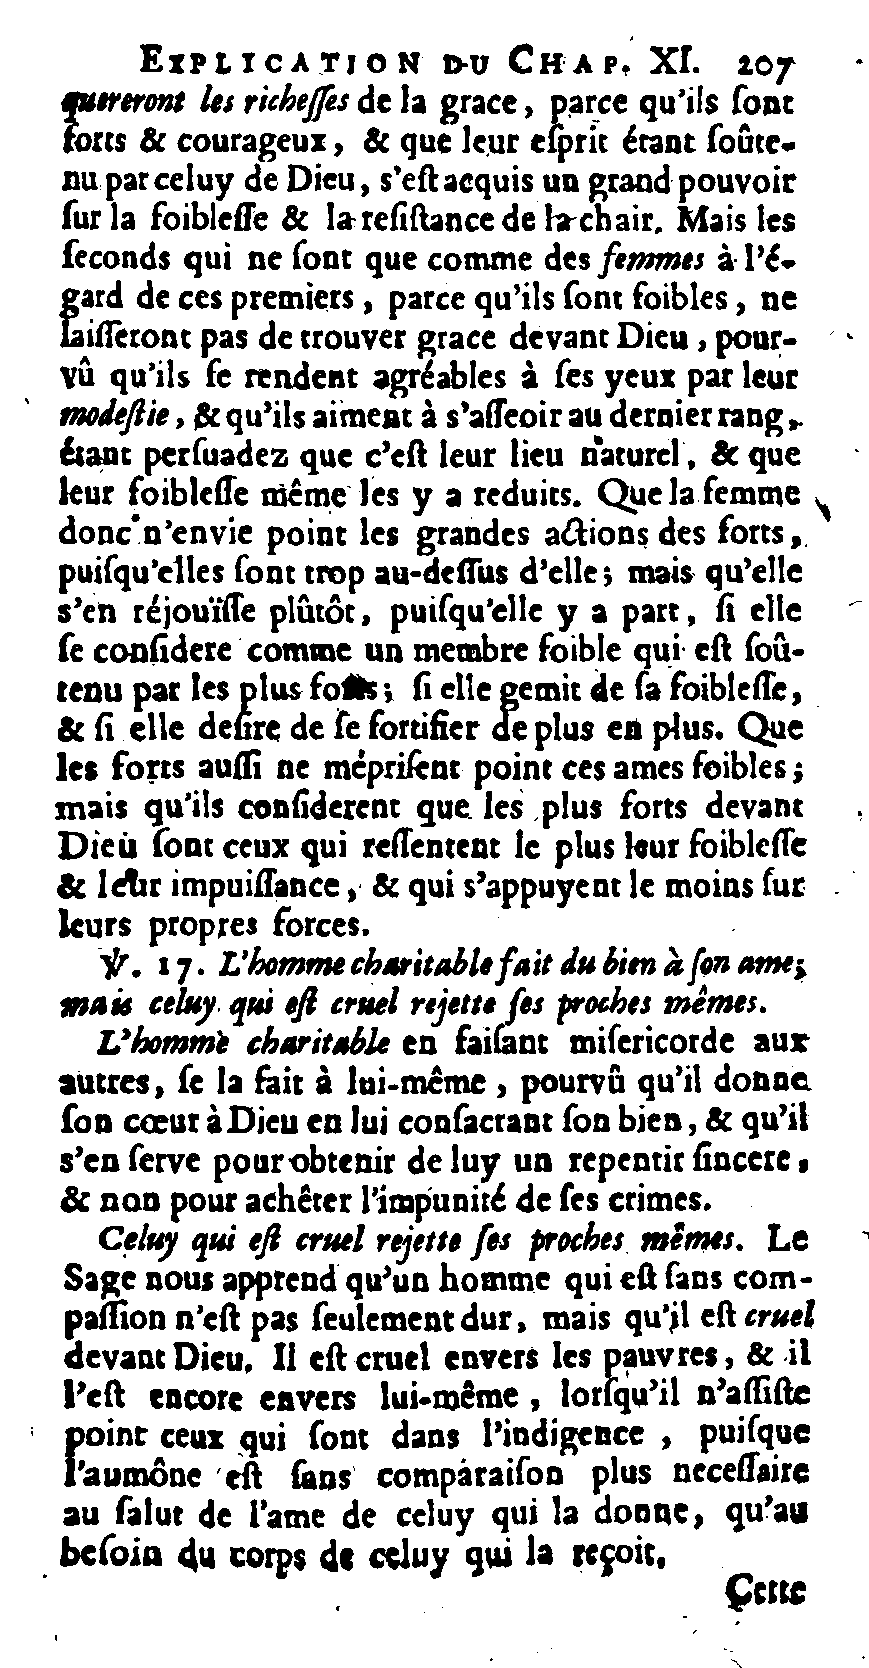 EXPLICATION DU CHAP. XI. 207
quereront les richeſſes de la grace, parce qu'ils ſont
forts & courageux, & que leur eſprit étant ſoûte-
nu par celuy de Dieu, s'eſt acquis un grand pouvoir
ſur la foibleſſe & la reſiſtance de la chair. Mais les
ſeconds qui ne ſont que comme des femmes à l'é-
gard de ces premiers, parce qu'ils ſont foibles, ne
laiſſeront pas de trouver grace devant Dieu, pour-
vû qu'ils ſe rendent agréables à ſes yeux par leur
modeſtie, & qu'ils aiment à s'aſſeoir au dernier rang,
étant perſuadez que c'eſt leur lieu naturel, & que
leur foibleſſe même les y a reduits. Que la femme
donc n'envie point les grandes actions des forts,
puiſqu'elles ſont trop au-deſſus d'elle; mais qu'elle
s'en réjouïſſe plûtôt, puiſqu'elle y a part, ſi elle
ſe conſidere comme un membre foible qui eſt ſoû-
tenu par les plus forts; ſi elle gemit de ſa foibleſſe,
& ſi elle deſire de ſe fortifier de plus en plus. Que
les forts auſſi ne mépriſent point ces ames foibles;
mais qu'ils conſiderent que les plus forts devant
Dieu ſont ceux qui reſſentent le plus leur foibleſſe
& leur impuiſſance, & qui s'appuyent le moins ſur
leurs propres forces.
℣. 17. L'homme charitable fait du bien à ſon ame;
mais celuy qui eſt cruel rejette ſes proches mêmes.
L'homme charitable en faiſant miſericorde aux
autres, ſe la fait à lui-même, pourvû qu'il donne
ſon cœur à Dieu en lui conſacrant ſon bien, & qu'il
s'en ſerve pour obtenir de luy un repentir ſincere,
& non pour achêter l'impunité de ſes crimes.
Celuy qui eſt cruel rejette ſes proches mêmes. Le
Sage nous apprend qu'un homme qui eſt ſans com-
paſſion n'eſt pas ſeulement dur, mais qu'il eſt cruel
devant Dieu. Il eſt cruel envers les pauvres, & il
l'eſt encore envers lui-même, lorſqu'il n'aſſiſte
point ceux qui ſont dans l'indigence, puiſque
l'aumône eſt ſans comparaiſon plus neceſſaire
au ſalut de l'ame de celuy qui la donne, qu'au
beſoin du corps de celuy qui la reçoit.
Cette